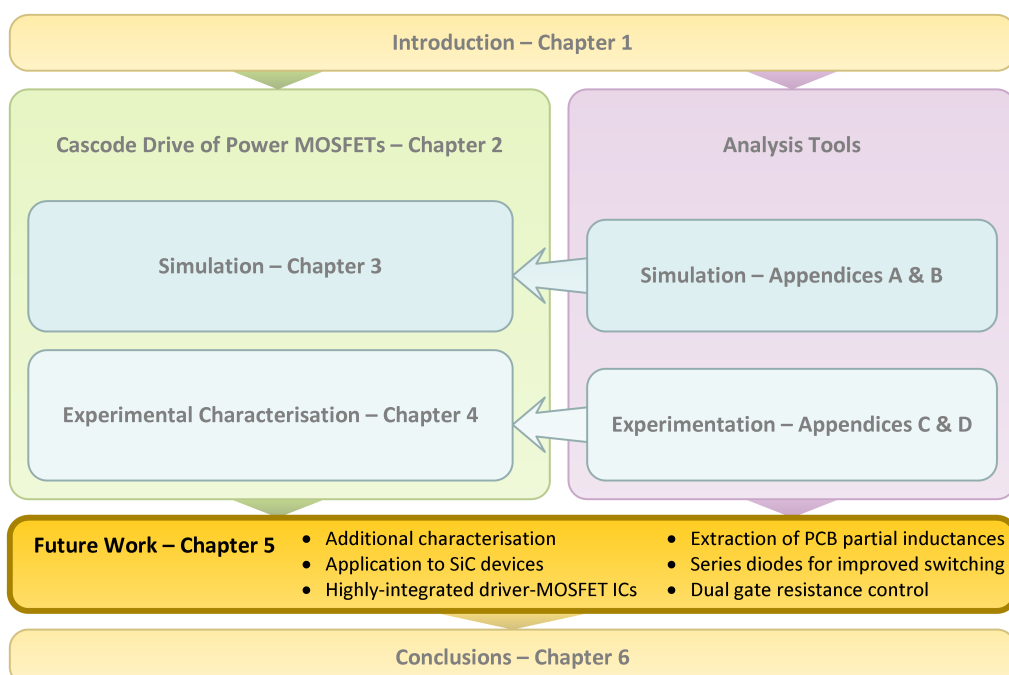 Introduction – Chapter 1
Cascode Drive of Power MOSFETs – Chapter 2
Simulation – Chapter 3
Experimental Characterisation – Chapter 4
Analysis Tools
Simulation – Appendices A & B
Experimentation – Appendices C & D
Future Work – Chapter 5
• Additional characterisation
• Application to SiC devices
• Highly-integrated driver-MOSFET ICs
• Extraction of PCB partial inductances
• Series diodes for improved switching
• Dual gate resistance control
Conclusions – Chapter 6